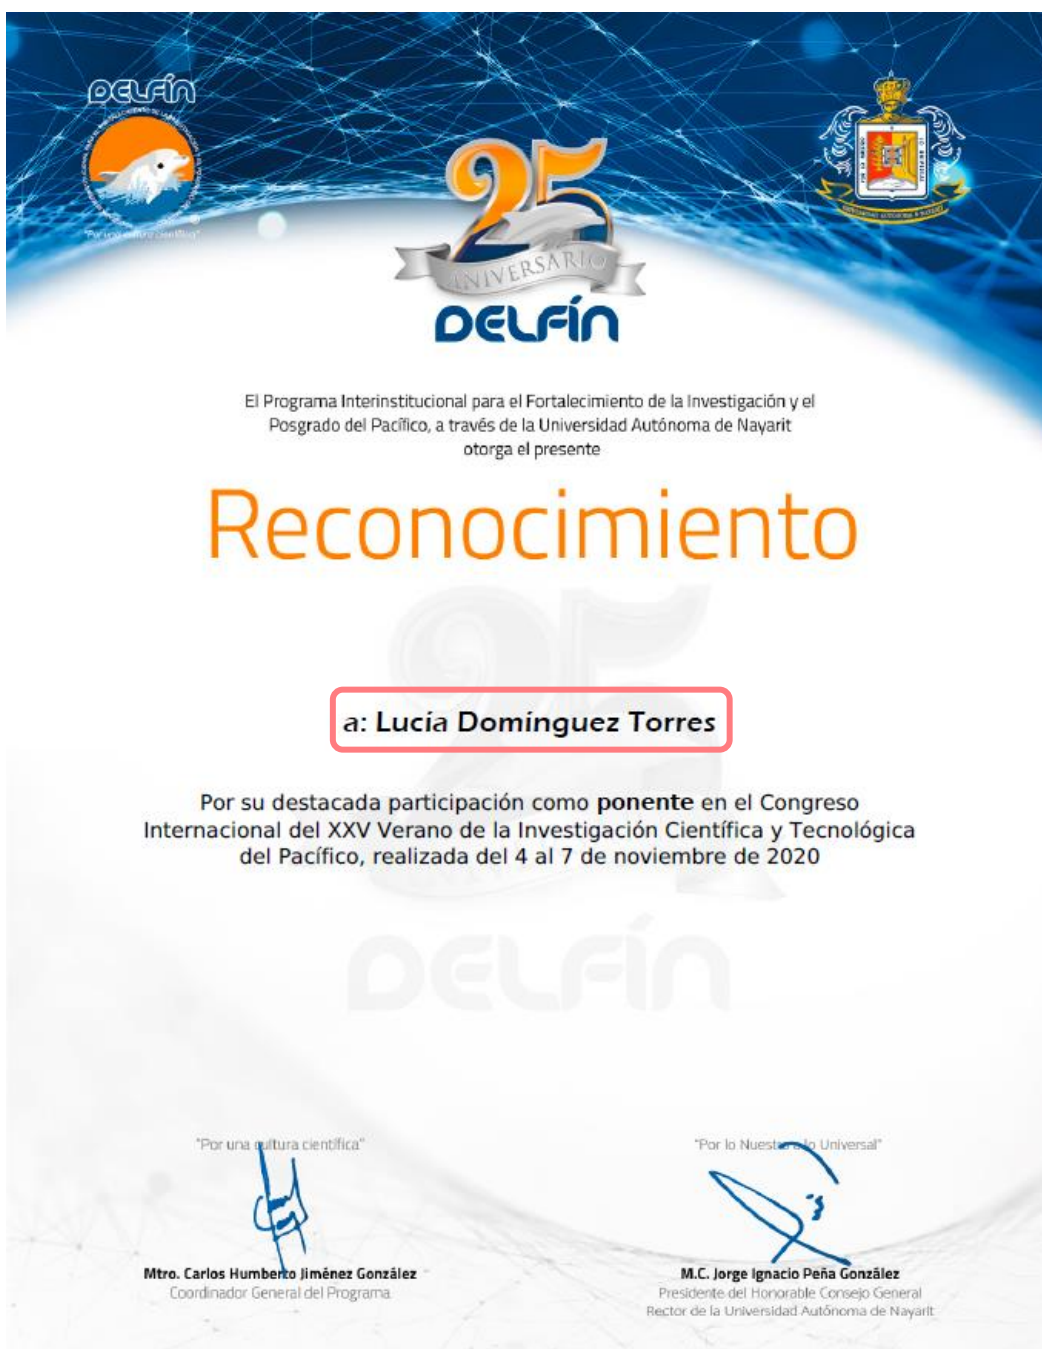 DELFÍN
"Por una cultura científica"
25
ANIVERSARIO
DELFÍN
El Programa Interinstitucional para el Fortalecimiento de la Investigación y el
Posgrado del Pacífico, a través de la Universidad Autónoma de Nayarit
otorga el presente
Reconocimiento
a: Lucía Domínguez Torres
Por su destacada participación como ponente en el Congreso
Internacional del XXV Verano de la Investigación Científica y Tecnológica
del Pacífico, realizada del 4 al 7 de noviembre de 2020
DELFÍN
"Por una cultura científica"
"Por lo Nuestro a lo Universal"
Mtro. Carlos Humberto Jiménez González
Coordinador General del Programa
M.C. Jorge Ignacio Peña González
Presidente del Honorable Consejo General
Rector de la Universidad Autónoma de Nayarit